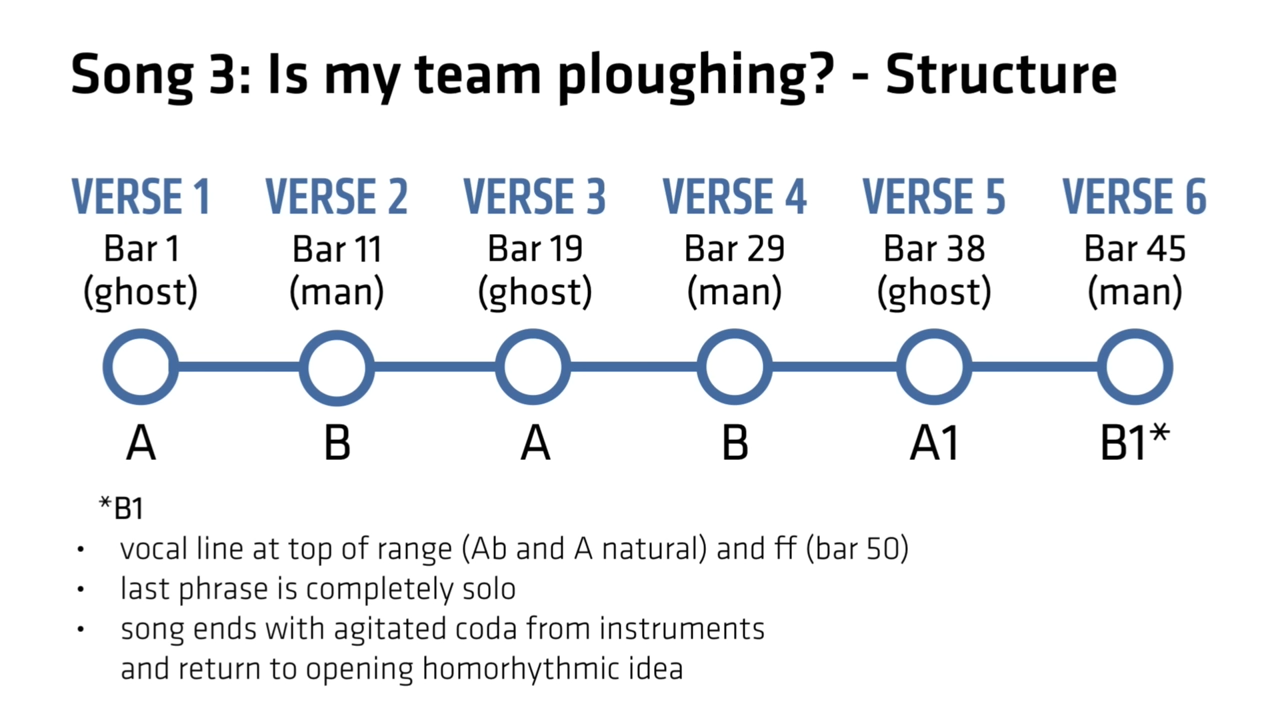 Song 3: Is my team ploughing? - Structure
VERSE 1 VERSE 2 VERSE 3 VERSE 4 VERSE 5 VERSE 6
Bar 1 Bar 11 Bar 19 Bar 29 Bar 38 Bar 45
(ghost) (man) (ghost) (man) (ghost) (man)
A B A B A1 B1*
*B1
• vocal line at top of range (Ab and A natural) and ff (bar 50)
• last phrase is completely solo
• song ends with agitated coda from instruments
and return to opening homorhythmic idea